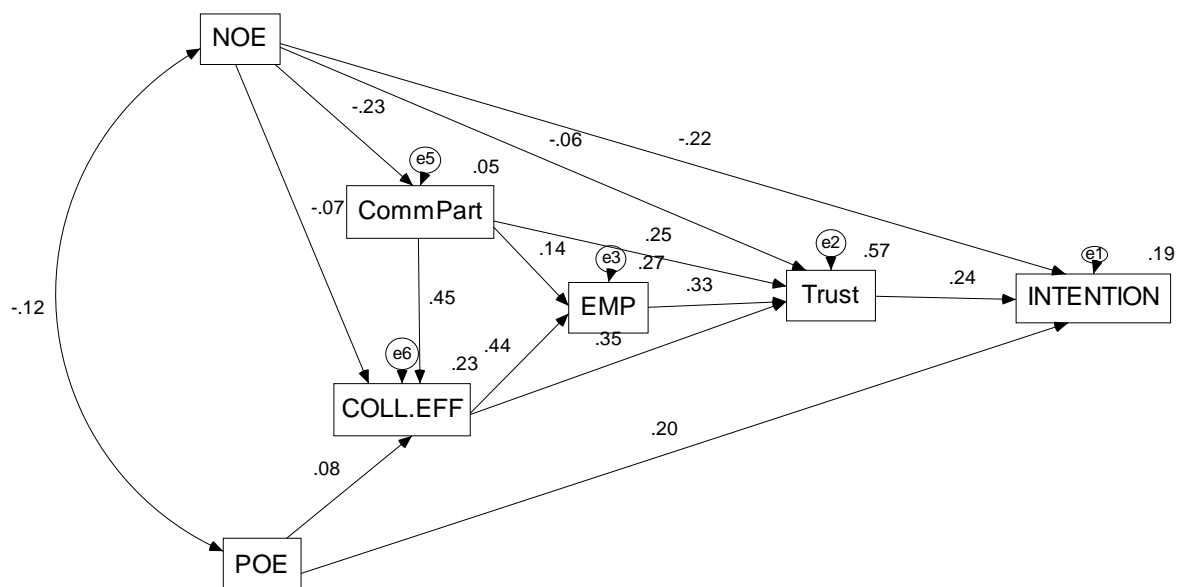 NOE
-.23
-.06
-.22
e5
.05
CommPart
-.07
.14
.25
e3
.27
e2
.57
e1
.19
EMP
.33
Trust
.24
INTENTION
-.12
.45
e6
.23
.44
.35
COLL.EFF
.20
.08
POE